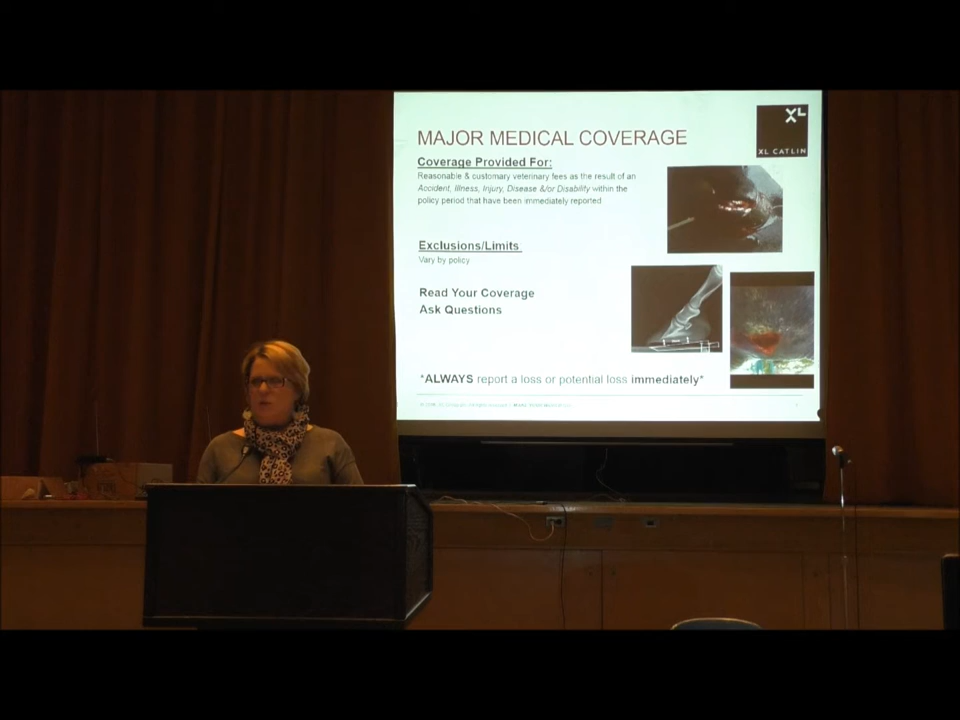 MAJOR MEDICAL COVERAGE
XL
XL CATLIN
Coverage Provided For:
Reasonable & customary veterinary fees as the result of an
Accident, Illness, Injury, Disease &/or Disability within the
policy period that have been immediately reported
Exclusions/Limits
Vary by policy
Read Your Coverage
Ask Questions
*ALWAYS report a loss or potential loss immediately*